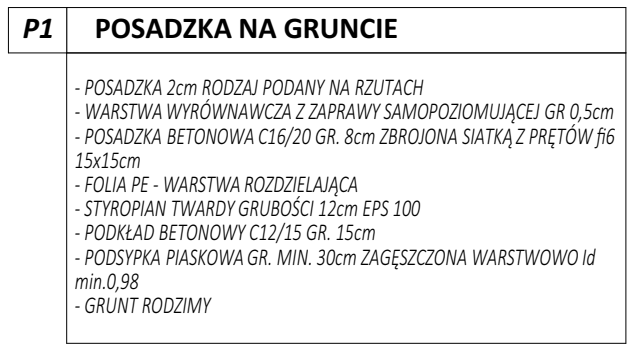 P1 POSADZKA NA GRUNCIE
- POSADZKA 2cm RODZAJ PODANY NA RZUTACH
- WARSTWA WYRÓWNAWCZA Z ZAPRAWY SAMOPOZIOMUJĄCEJ GR 0,5cm
- POSADZKA BETONOWA C16/20 GR. 8cm ZBROJONA SIATKĄ Z PRĘTÓW fi6
15x15cm
- FOLIA PE - WARSTWA ROZDZIELAJĄCA
- STYROPIAN TWARDY GRUBOŚCI 12cm EPS 100
- PODKŁAD BETONOWY C12/15 GR. 15cm
- PODSYPKA PIASKOWA GR. MIN. 30cm ZAGĘSZCZONA WARSTWOWO Id
min.0,98
- GRUNT RODZIMY